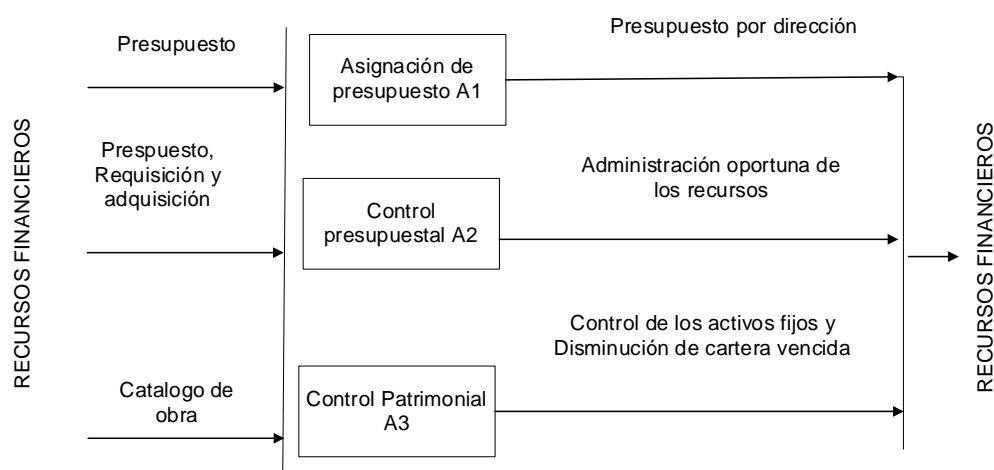 RECURSOS FINANCIEROS
Presupuesto
Asignación de
presupuesto A1
Presupuesto por dirección
Prespuesto,
Requisición y
adquisición
Control
presupuestal A2
Administración oportuna de
los recursos
Catalogo de
obra
Control Patrimonial
A3
Control de los activos fijos y
Disminución de cartera vencida
RECURSOS FINANCIEROS